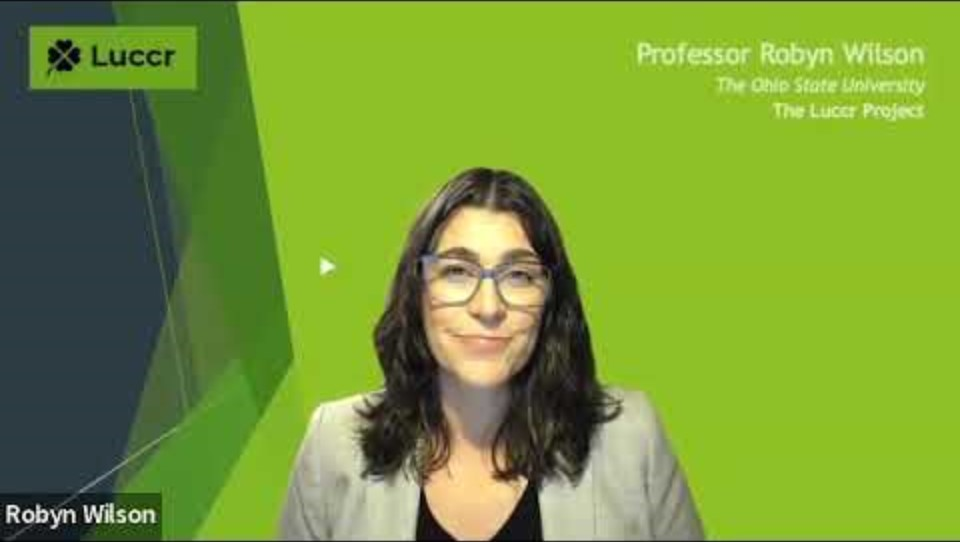 Luccr
Professor Robyn Wilson
The Ohio State University
The Luccr Project
Robyn Wilson